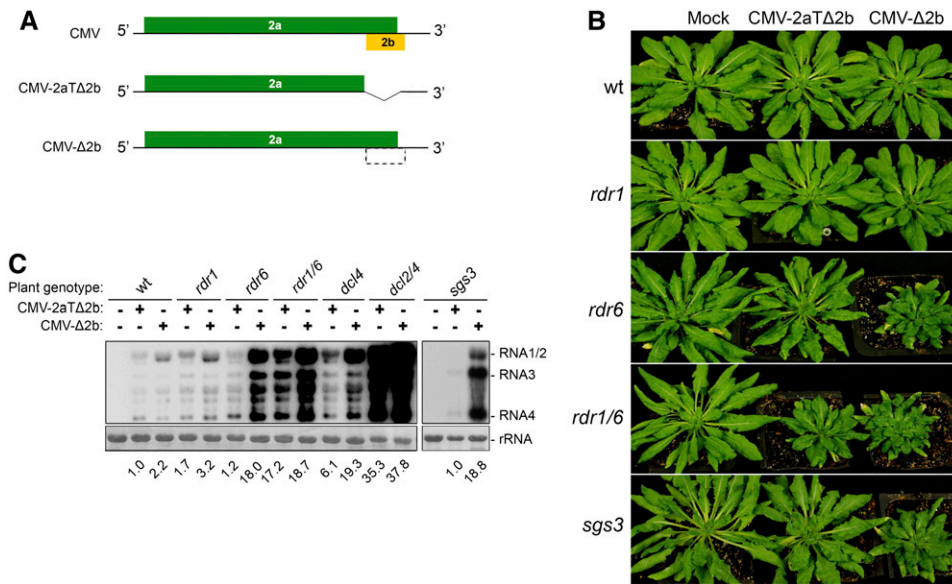 A
CMV 5' 2a 3'
2b
CMV-2aTΔ2b 5' 2a 3'
CMV-Δ2b 5' 2a 3'
B
Mock CMV-2aTΔ2b CMV-Δ2b
wt
rdr1
rdr6
rdr1/6
sgs3
C
Plant genotype: wt rdr1 rdr6 rdr1/6 dcl4 dcl2/4 sgs3
CMV-2aTΔ2b: - + - + - + - + - + - + - - + -
CMV-Δ2b: - - + - + - + - + - + - + - - +
RNA1/2
RNA3
RNA4
rRNA
1.0 2.2 1.7 3.2 1.2 18.0 17.2 18.7 6.1 19.3 35.3 37.8 1.0 18.8